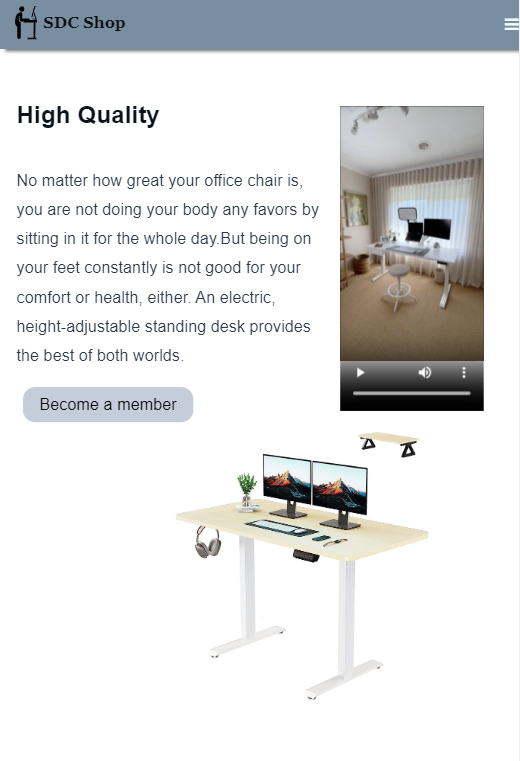 SDC Shop
High Quality
No matter how great your office chair is,
you are not doing your body any favors by
sitting in it for the whole day.But being on
your feet constantly is not good for your
comfort or health, either. An electric,
height-adjustable standing desk provides
the best of both worlds.
Become a member